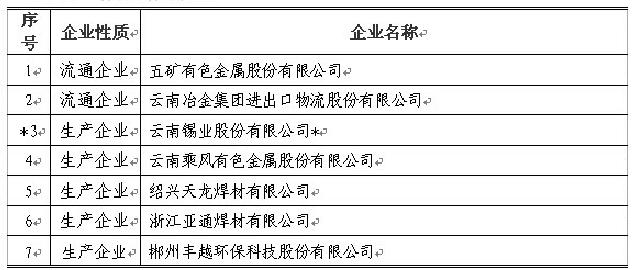 序号 企业性质 企业名称
1 流通企业 五矿有色金属股份有限公司
2 流通企业 云南冶金集团进出口物流股份有限公司
*3 生产企业 云南锡业股份有限公司*
4 生产企业 云南乘风有色金属股份有限公司
5 生产企业 绍兴天龙焊材有限公司
6 生产企业 浙江亚通焊材有限公司
7 生产企业 郴州丰越环保科技股份有限公司